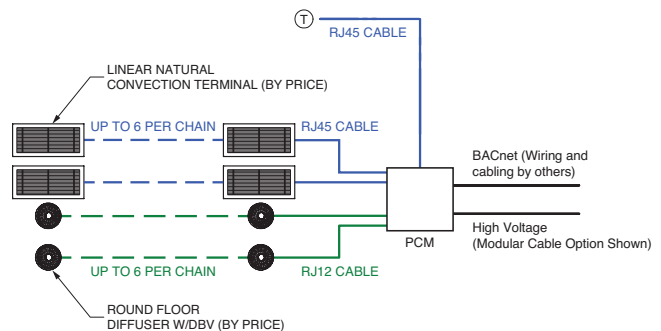 T
RJ45 CABLE
LINEAR NATURAL
CONVECTION TERMINAL (BY PRICE)
UP TO 6 PER CHAIN
RJ45 CABLE
BACnet (Wiring and
cabling by others)
PCM
High Voltage
(Modular Cable Option Shown)
UP TO 6 PER CHAIN
RJ12 CABLE
ROUND FLOOR
DIFFUSER W/DBV (BY PRICE)